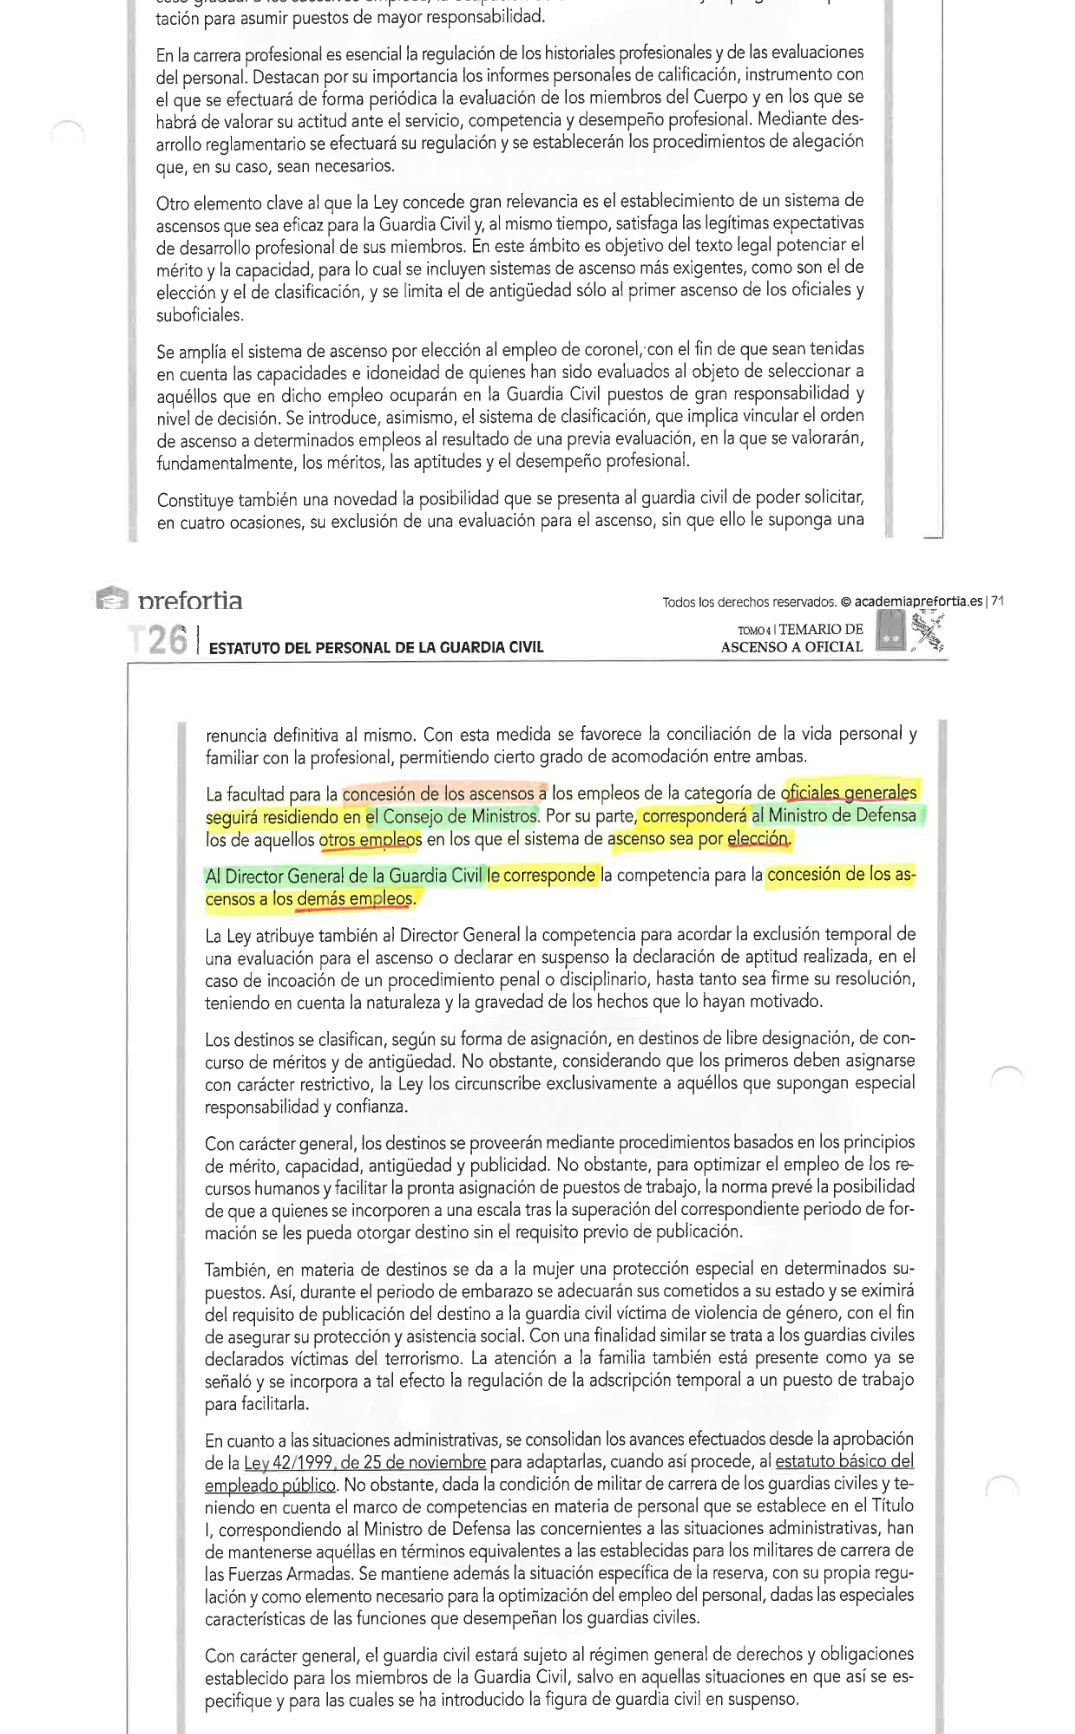 tación para asumir puestos de mayor responsabilidad.
En la carrera profesional es esencial la regulación de los historiales profesionales y de las evaluaciones
del personal. Destacan por su importancia los informes personales de calificación, instrumento con
el que se efectuará de forma periódica la evaluación de los miembros del Cuerpo y en los que se
habrá de valorar su actitud ante el servicio, competencia y desempeño profesional. Mediante des-
arrollo reglamentario se efectuará su regulación y se establecerán los procedimientos de alegación
que, en su caso, sean necesarios.
Otro elemento clave al que la Ley concede gran relevancia es el establecimiento de un sistema de
ascensos que sea eficaz para la Guardia Civil y, al mismo tiempo, satisfaga las legítimas expectativas
de desarrollo profesional de sus miembros. En este ámbito es objetivo del texto legal potenciar el
mérito y la capacidad, para lo cual se incluyen sistemas de ascenso más exigentes, como son el de
elección y el de clasificación, y se limita el de antigüedad sólo al primer ascenso de los oficiales y
suboficiales.
Se amplía el sistema de ascenso por elección al empleo de coronel, con el fin de que sean tenidas
en cuenta las capacidades e idoneidad de quienes han sido evaluados al objeto de seleccionar a
aquéllos que en dicho empleo ocuparán en la Guardia Civil puestos de gran responsabilidad y
nivel de decisión. Se introduce, asimismo, el sistema de clasificación, que implica vincular el orden
de ascenso a determinados empleos al resultado de una previa evaluación, en la que se valorarán,
fundamentalmente, los méritos, las aptitudes y el desempeño profesional.
Constituye también una novedad la posibilidad que se presenta al guardia civil de poder solicitar,
en cuatro ocasiones, su exclusión de una evaluación para el ascenso, sin que ello le suponga una
prefortia
Todos los derechos reservados. © academiaprefortia.es | 71
T26 | ESTATUTO DEL PERSONAL DE LA GUARDIA CIVIL
TOMO 4 | TEMARIO DE
ASCENSO A OFICIAL
renuncia definitiva al mismo. Con esta medida se favorece la conciliación de la vida personal y
familiar con la profesional, permitiendo cierto grado de acomodación entre ambas.
La facultad para la concesión de los ascensos a los empleos de la categoría de oficiales generales
seguirá residiendo en el Consejo de Ministros. Por su parte, corresponderá al Ministro de Defensa
los de aquellos otros empleos en los que el sistema de ascenso sea por elección.
Al Director General de la Guardia Civil le corresponde la competencia para la concesión de los as-
censos a los demás empleos.
La Ley atribuye también al Director General la competencia para acordar la exclusión temporal de
una evaluación para el ascenso o declarar en suspenso la declaración de aptitud realizada, en el
caso de incoación de un procedimiento penal o disciplinario, hasta tanto sea firme su resolución,
teniendo en cuenta la naturaleza y la gravedad de los hechos que lo hayan motivado.
Los destinos se clasifican, según su forma de asignación, en destinos de libre designación, de con-
curso de méritos y de antigüedad. No obstante, considerando que los primeros deben asignarse
con carácter restrictivo, la Ley los circunscribe exclusivamente a aquéllos que supongan especial
responsabilidad y confianza.
Con carácter general, los destinos se proveerán mediante procedimientos basados en los principios
de mérito, capacidad, antigüedad y publicidad. No obstante, para optimizar el empleo de los re-
cursos humanos y facilitar la pronta asignación de puestos de trabajo, la norma prevé la posibilidad
de que a quienes se incorporen a una escala tras la superación del correspondiente periodo de for-
mación se les pueda otorgar destino sin el requisito previo de publicación.
También, en materia de destinos se da a la mujer una protección especial en determinados su-
puestos. Así, durante el periodo de embarazo se adecuarán sus cometidos a su estado y se eximirá
del requisito de publicación del destino a la guardia civil víctima de violencia de género, con el fin
de asegurar su protección y asistencia social. Con una finalidad similar se trata a los guardias civiles
declarados víctimas del terrorismo. La atención a la familia también está presente como ya se
señaló y se incorpora a tal efecto la regulación de la adscripción temporal a un puesto de trabajo
para facilitarla.
En cuanto a las situaciones administrativas, se consolidan los avances efectuados desde la aprobación
de la Ley 42/1999, de 25 de noviembre para adaptarlas, cuando así procede, al estatuto básico del
empleado público. No obstante, dada la condición de militar de carrera de los guardias civiles y te-
niendo en cuenta el marco de competencias en materia de personal que se establece en el Título
I, correspondiendo al Ministro de Defensa las concernientes a las situaciones administrativas, han
de mantenerse aquéllas en términos equivalentes a las establecidas para los militares de carrera de
las Fuerzas Armadas. Se mantiene además la situación específica de la reserva, con su propia regu-
lación y como elemento necesario para la optimización del empleo del personal, dadas las especiales
características de las funciones que desempeñan los guardias civiles.
Con carácter general, el guardia civil estará sujeto al régimen general de derechos y obligaciones
establecido para los miembros de la Guardia Civil, salvo en aquellas situaciones en que así se es-
pecifique y para las cuales se ha introducido la figura de guardia civil en suspenso.